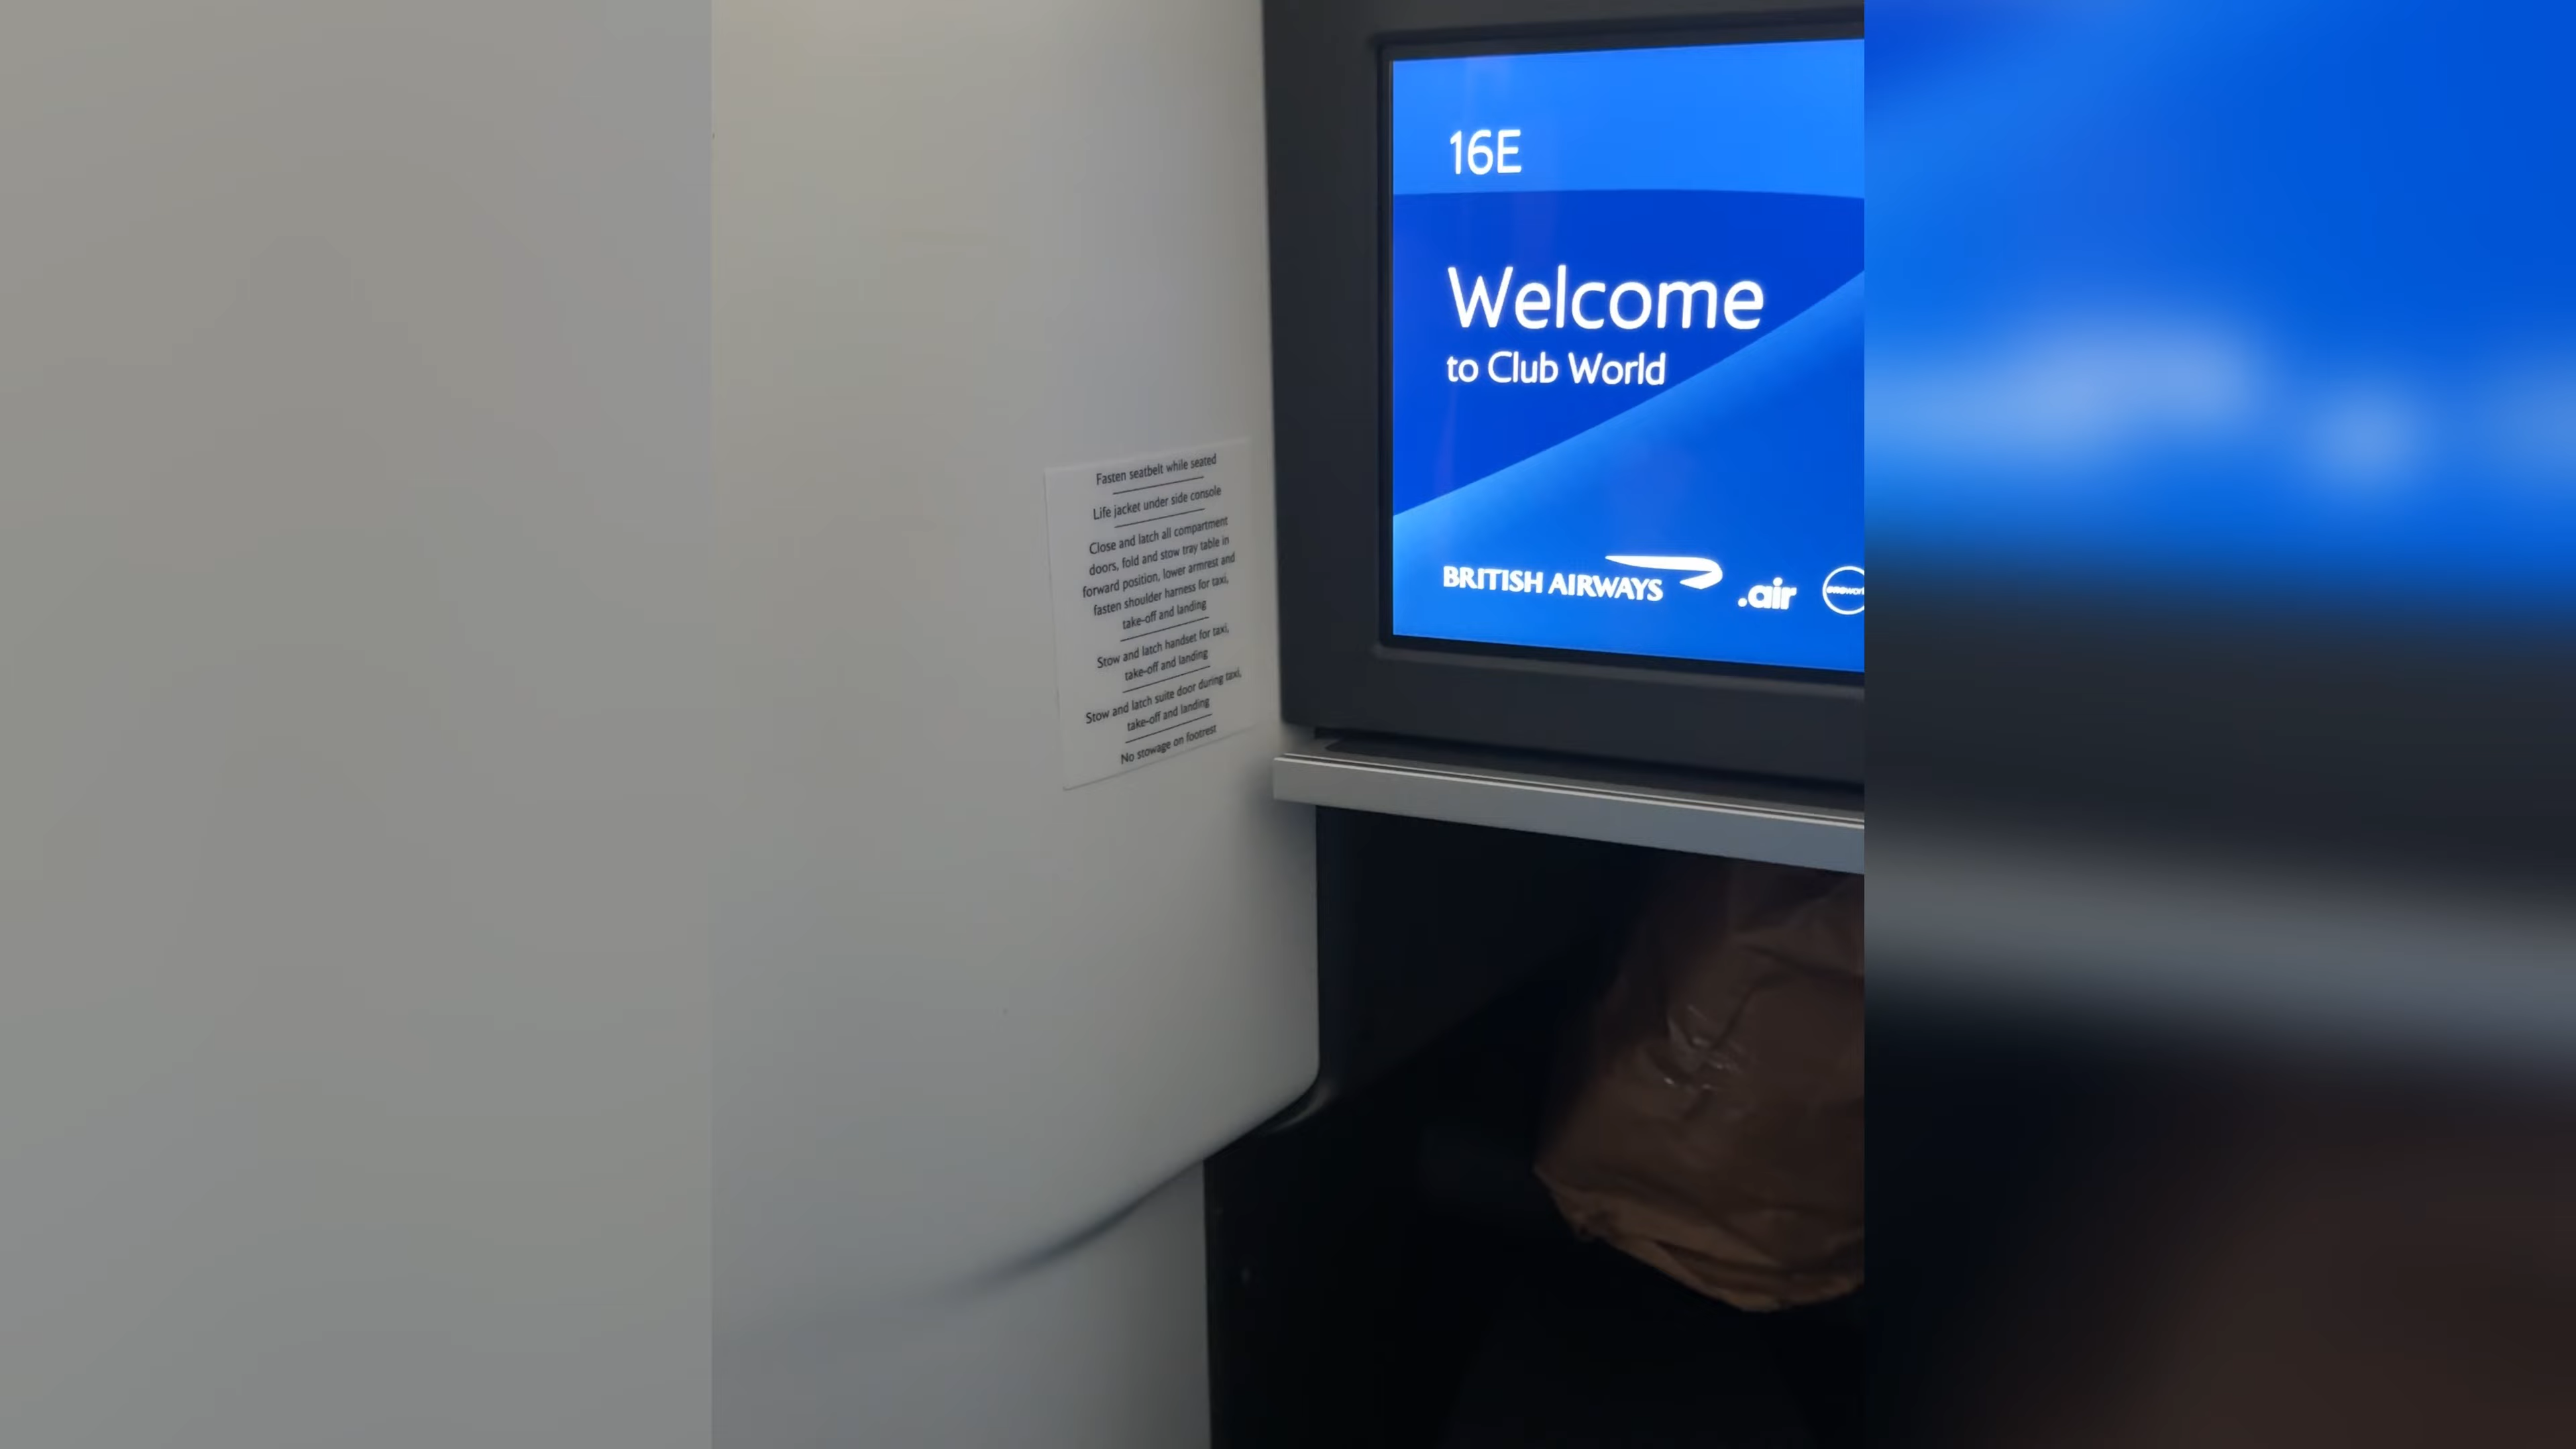 16E
Welcome
to Club World
BRITISH AIRWAYS
.air
oneworld
Fasten seatbelt while seated
Life jacket under side console
Close and latch all compartment
doors, fold and stow tray table in
forward position, lower armrest and
fasten shoulder harness for taxi,
take-off and landing
Stow and latch handset for taxi,
take-off and landing
Stow and latch suite door during taxi,
take-off and landing
No stowage on footrest